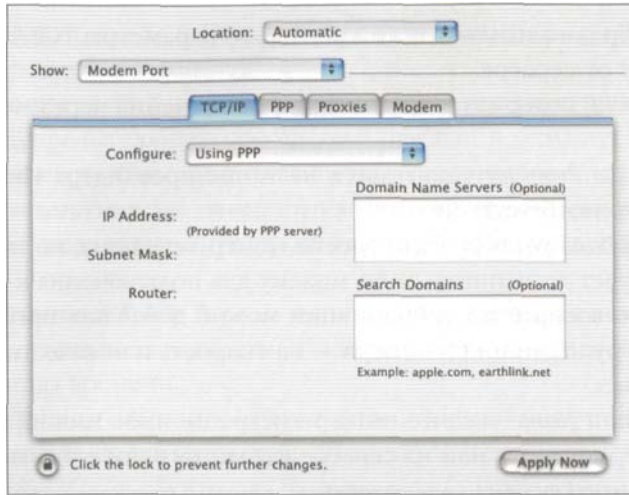 Location: Automatic
Show: Modem Port
TCP/IP PPP Proxies Modem
Configure: Using PPP
Domain Name Servers (Optional)
IP Address:
(Provided by PPP server)
Subnet Mask:
Router:
Search Domains (Optional)
Example: apple.com, earthlink.net
Click the lock to prevent further changes.
Apply Now